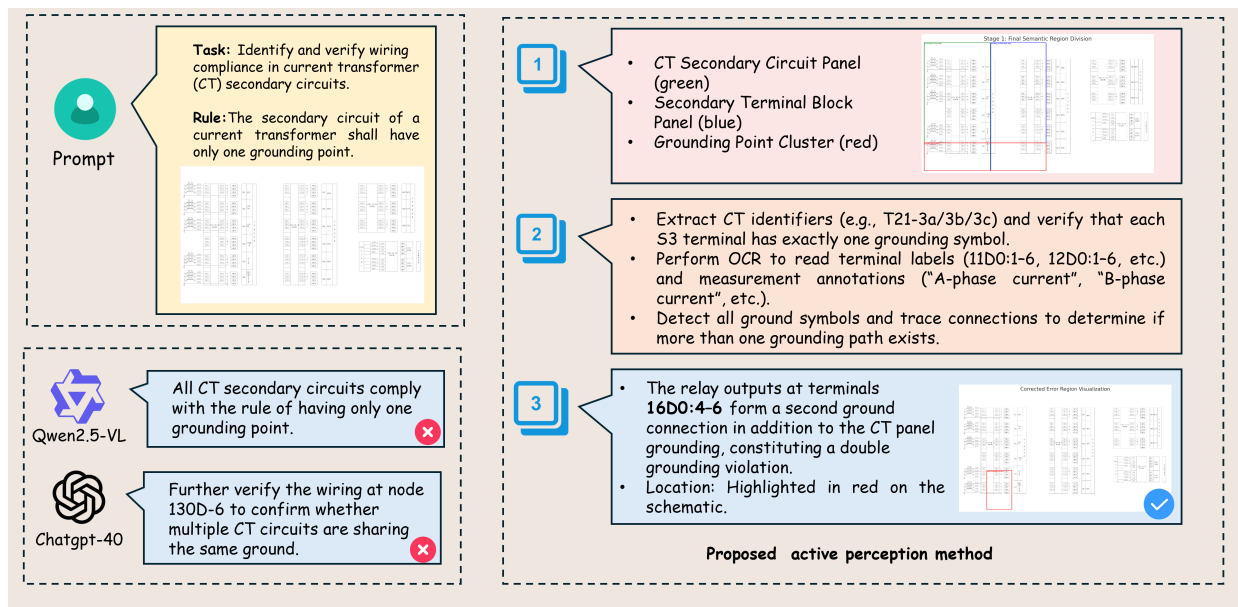 Task: Identify and verify wiring
compliance in current transformer
(CT) secondary circuits.
Rule:The secondary circuit of a
current transformer shall have
only one grounding point.
Prompt
All CT secondary circuits comply
with the rule of having only one
grounding point.
Qwen2.5-VL
Further verify the wiring at node
130D-6 to confirm whether
multiple CT circuits are sharing
the same ground.
Chatgpt-40
1
• CT Secondary Circuit Panel
(green)
• Secondary Terminal Block
Panel (blue)
• Grounding Point Cluster (red)
Stage 1: Final Semantic Region Division
2
• Extract CT identifiers (e.g., T21-3a/3b/3c) and verify that each
S3 terminal has exactly one grounding symbol.
• Perform OCR to read terminal labels (11D0:1–6, 12D0:1–6, etc.)
and measurement annotations (“A-phase current”, “B-phase
current”, etc.).
• Detect all ground symbols and trace connections to determine if
more than one grounding path exists.
3
• The relay outputs at terminals
16D0:4–6 form a second ground
connection in addition to the CT panel
grounding, constituting a double
grounding violation.
• Location: Highlighted in red on the
schematic.
Corrected Error Region Visualization
Proposed active perception method